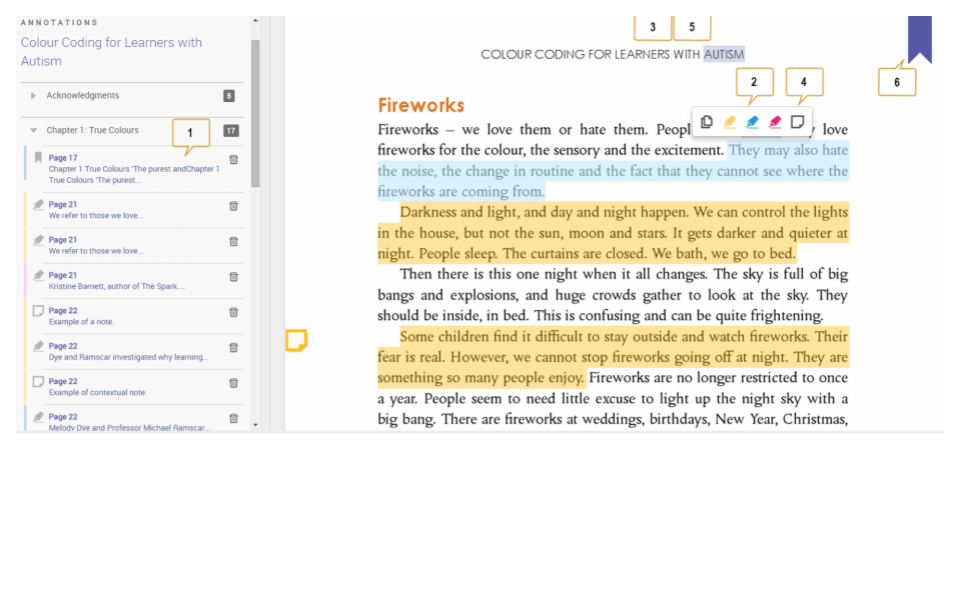 ANNOTATIONS
Colour Coding for Learners with
Autism
Acknowledgments
5
Chapter 1: True Colours
17
1
Page 17
Chapter 1 True Colours 'The purest andChapter 1
True Colours 'The purest...
Page 21
We refer to those we love...
Page 21
We refer to those we love...
Page 21
Kristine Barnett, author of The Spark....
Page 22
Example of a note.
Page 22
Dye and Ramscar investigated why learning...
Page 22
Example of contextual note.
Page 22
Melody Dye and Professor Michael Ramscar...
3
5
COLOUR CODING FOR LEARNERS WITH AUTISM
6
2
4
Fireworks
Fireworks – we love them or hate them. love
fireworks for the colour, the sensory and the excitement. They may also hate
the noise, the change in routine and the fact that they cannot see where the
fireworks are coming from.
Darkness and light, and day and night happen. We can control the lights
in the house, but not the sun, moon and stars. It gets darker and quieter at
night. People sleep. The curtains are closed. We bath, we go to bed.
Then there is this one night when it all changes. The sky is full of big
bangs and explosions, and huge crowds gather to look at the sky. They
should be inside, in bed. This is confusing and can be quite frightening.
Some children find it difficult to stay outside and watch fireworks. Their
fear is real. However, we cannot stop fireworks going off at night. They are
something so many people enjoy. Fireworks are no longer restricted to once
a year. People seem to need little excuse to light up the night sky with a
big bang. There are fireworks at weddings, birthdays, New Year, Christmas,